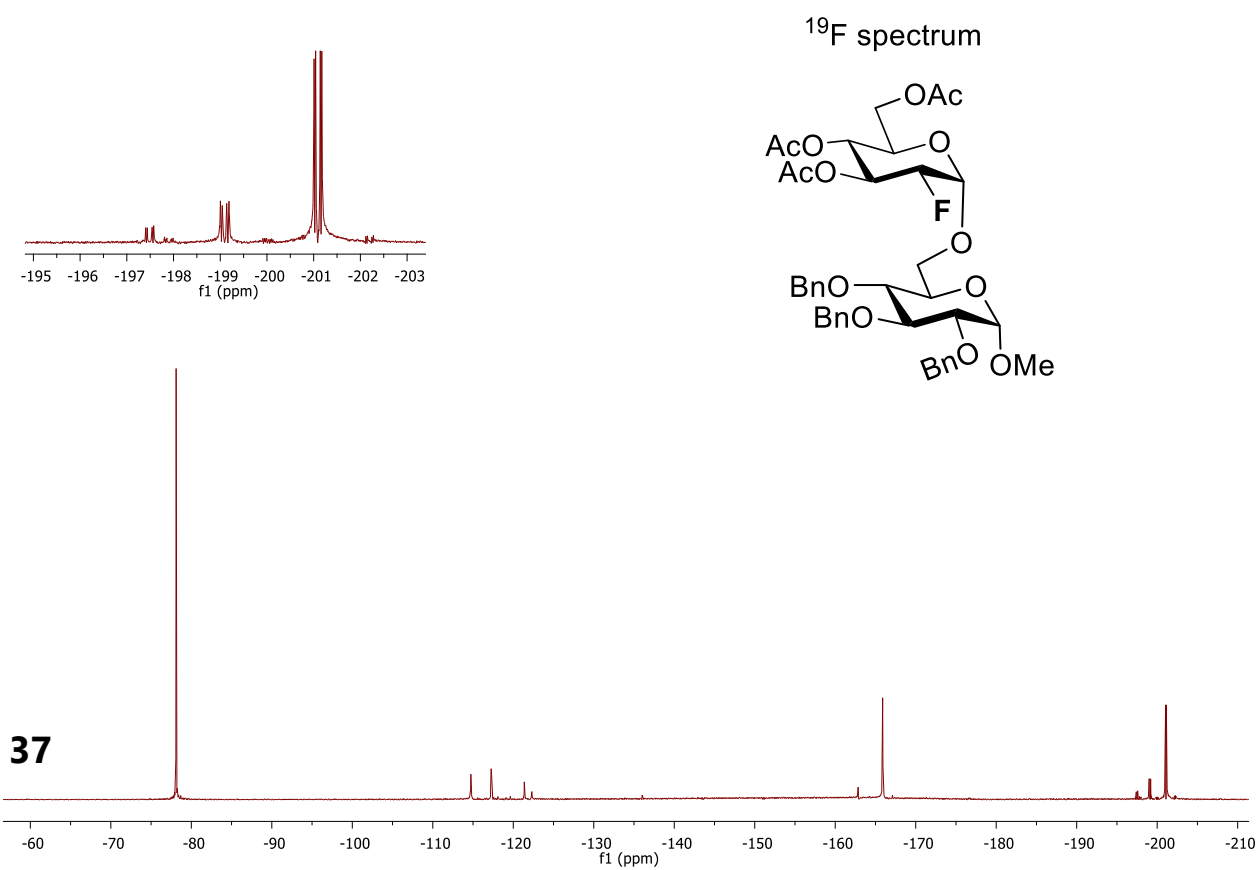 ¹⁹F spectrum
OAc
AcO
O
AcO
F
O
BnO
O
BnO
BnO
OMe
-195 -196 -197 -198 -199 -200 -201 -202 -203
f1 (ppm)
37
-60 -70 -80 -90 -100 -110 -120 -130 -140 -150 -160 -170 -180 -190 -200 -210
f1 (ppm)